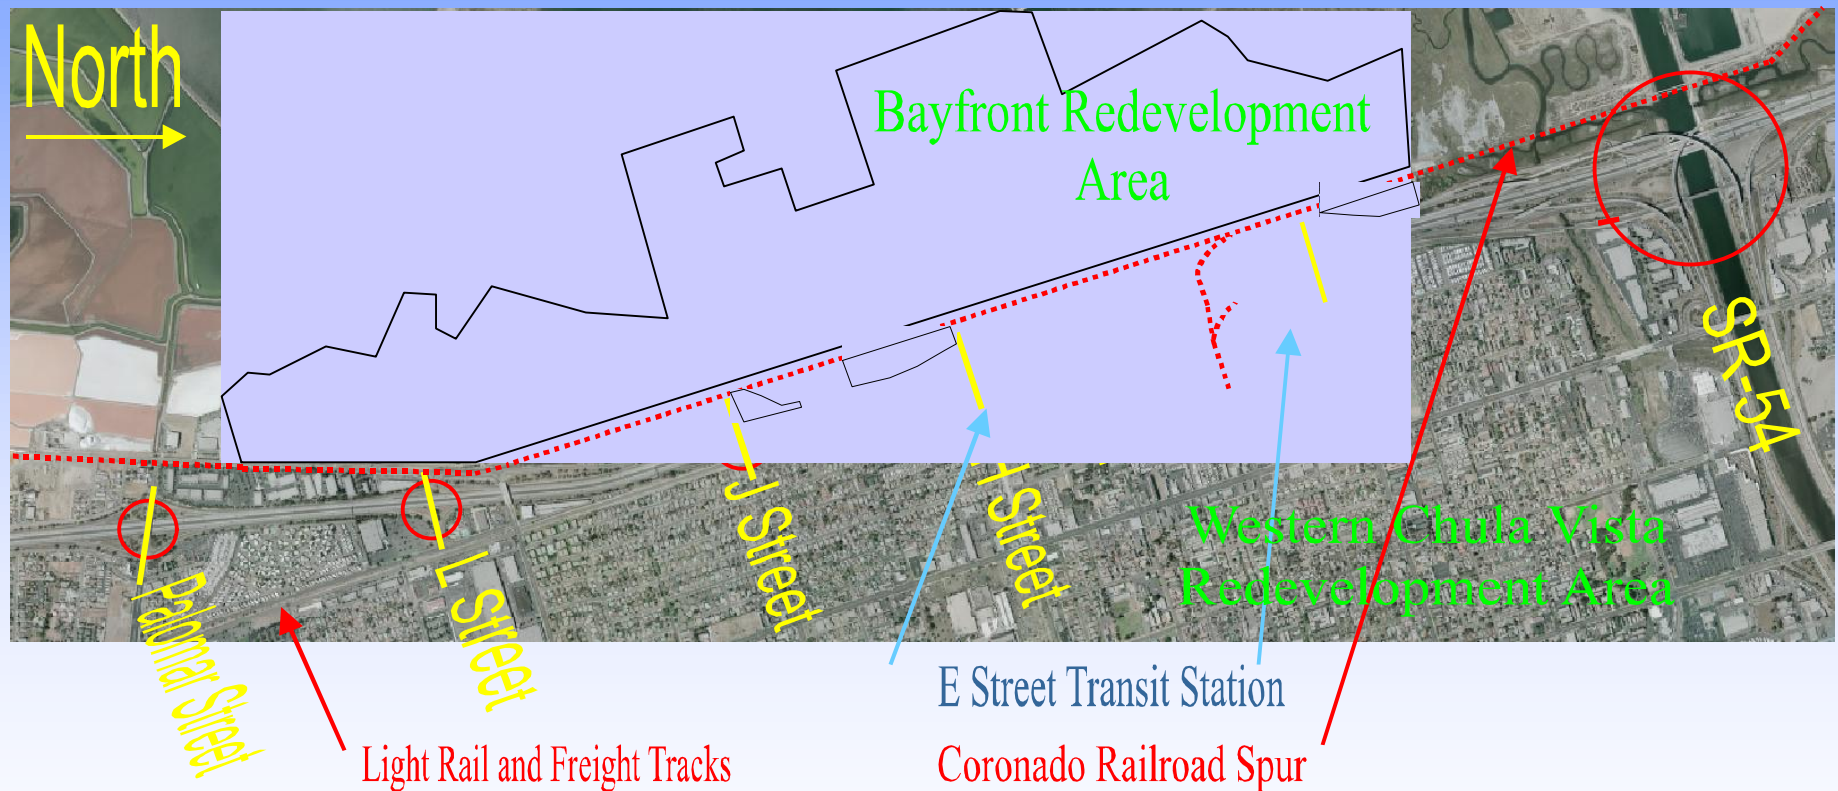 North
Bayfront Redevelopment
Area
SR-54
Western Chula Vista
Redevelopment Area
J Street
H Street
L Street
Palomar Street
E Street Transit Station
Light Rail and Freight Tracks
Coronado Railroad Spur